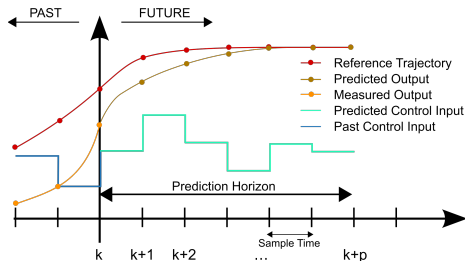 PAST
FUTURE
Reference Trajectory
Predicted Output
Measured Output
Predicted Control Input
Past Control Input
Prediction Horizon
Sample Time
k
k+1
k+2
...
k+p